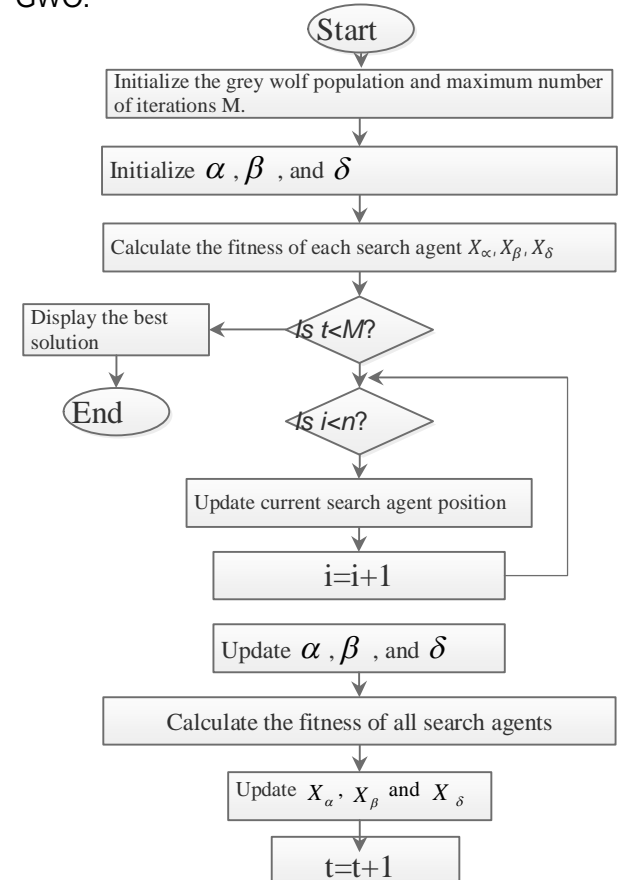 GWO.
Start
Initialize the grey wolf population and maximum number
of iterations M.
Initialize α , β , and δ
Calculate the fitness of each search agent X∝, Xβ, Xδ
Is t<M?
Display the best
solution
End
Is i<n?
Update current search agent position
i=i+1
Update α , β , and δ
Calculate the fitness of all search agents
Update Xα, Xβ and X δ
t=t+1